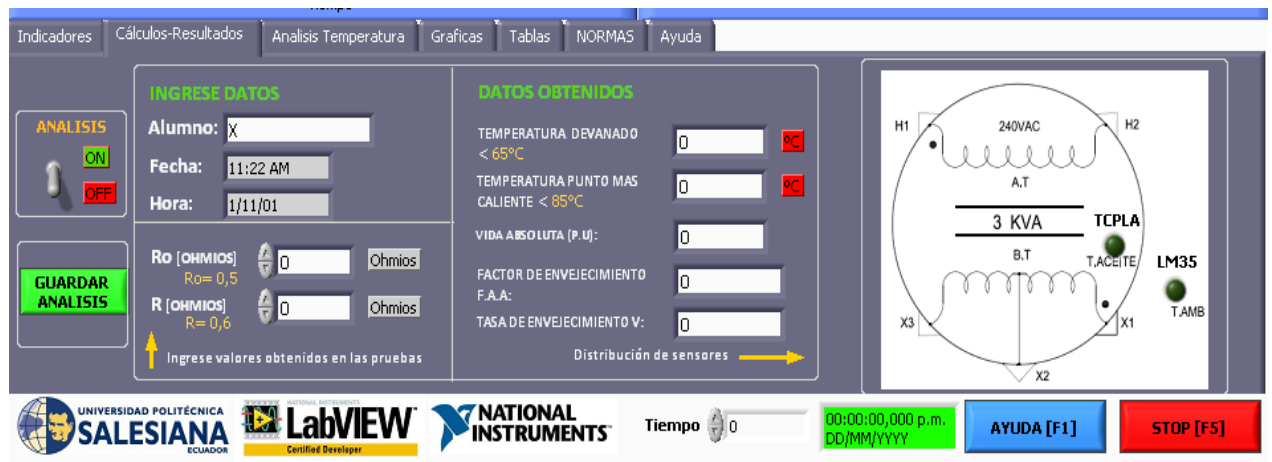 Indicadores Cálculos-Resultados Analisis Temperatura Graficas Tablas NORMAS Ayuda
INGRESE DATOS
ANALISIS
ON
OFF
Alumno: X
Fecha: 11:22 AM
Hora: 1/11/01
GUARDAR
ANALISIS
Ro [OHMIOS] 0 Ohmios
Ro= 0,5
R [OHMIOS] 0 Ohmios
R= 0,6
Ingrese valores obtenidos en las pruebas
DATOS OBTENIDOS
TEMPERATURA DEVANADO 0 ºC
< 65ºC
TEMPERATURA PUNTO MAS 0 ºC
CALIENTE < 85ºC
VIDA ABSOLUTA (P.U): 0
FACTOR DE ENVEJECIMIENTO 0
F.A.A:
TASA DE ENVEJECIMIENTO V: 0
Distribución de sensores
H1 240VAC H2
A.T
3 KVA TCPLA
B.T T,ACEITE LM35
T.AMB
X3 X1
X2
UNIVERSIDAD POLITÉCNICA
SALESIANA
ECUADOR
NATIONAL INSTRUMENTS
LabVIEW
Certified Developer
NATIONAL
INSTRUMENTS
Tiempo 0
00:00:00,000 p.m.
DD/MM/YYYY
AYUDA [F1]
STOP [F5]